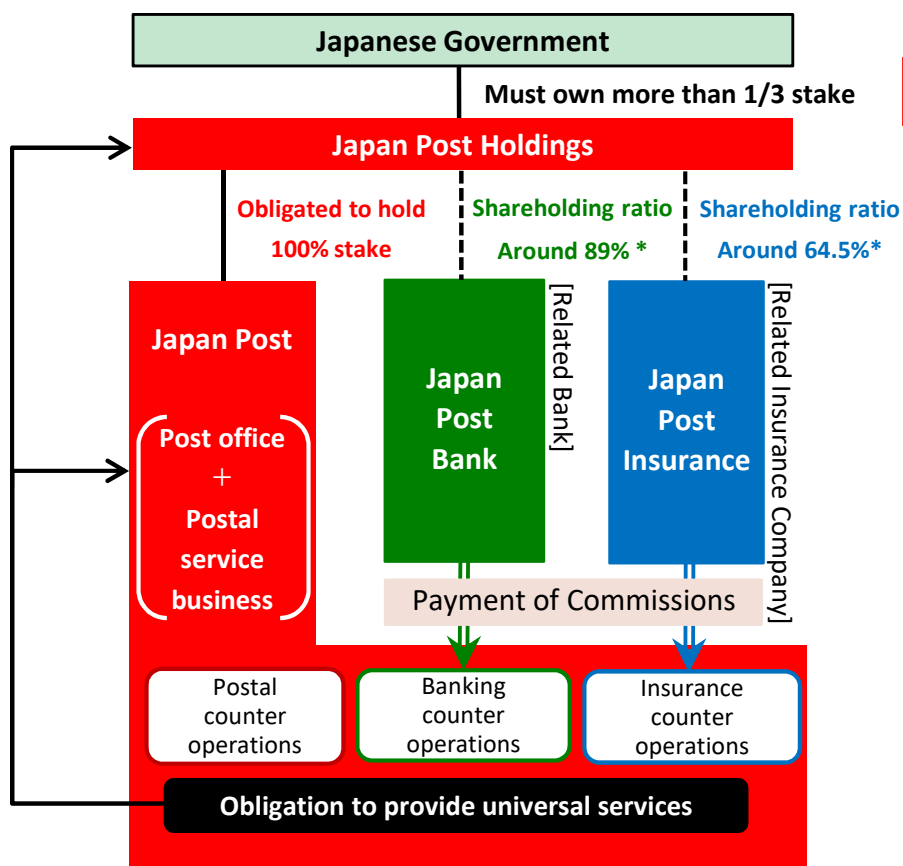 Japanese Government
Must own more than 1/3 stake
Japan Post Holdings
Obligated to hold
100% stake
Shareholding ratio
Around 89% *
Shareholding ratio
Around 64.5%*
Japan Post
Post office
+
Postal
service
business
Japan
Post
Bank
[Related Bank]
Japan
Post
Insurance
[Related Insurance Company]
Payment of Commissions
Postal
counter
operations
Banking
counter
operations
Insurance
counter
operations
Obligation to provide universal services